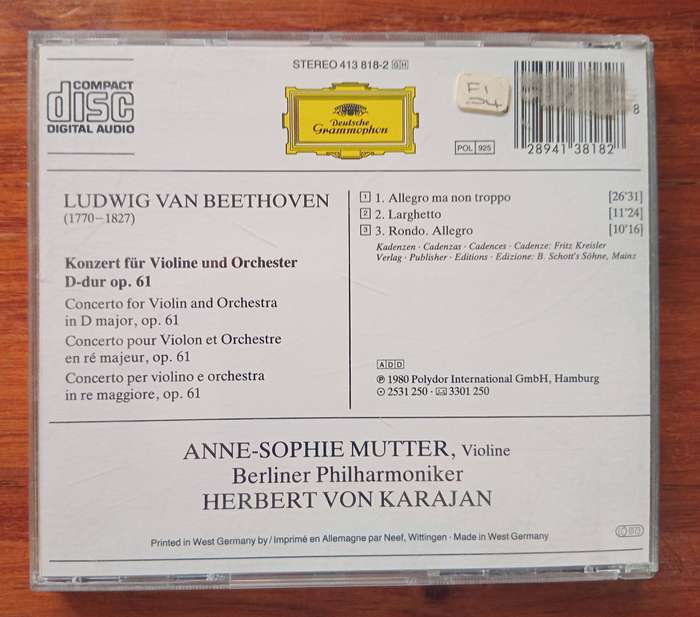 COMPACT
disc
DIGITAL AUDIO
STEREO 413 818-2 GH
Deutsche
Grammophon
POL 925
8
28941 38182
LUDWIG VAN BEETHOVEN
(1770–1827)
Konzert für Violine und Orchester
D-dur op. 61
Concerto for Violin and Orchestra
in D major, op. 61
Concerto pour Violon et Orchestre
en ré majeur, op. 61
Concerto per violino e orchestra
in re maggiore, op. 61
1 1. Allegro ma non troppo [26'31]
2 2. Larghetto [11'24]
3 3. Rondo. Allegro [10'16]
Kadenzen · Cadenzas · Cadences · Cadenze: Fritz Kreisler
Verlag · Publisher · Editions · Edizione: B. Schott's Söhne, Mainz
ADD
℗ 1980 Polydor International GmbH, Hamburg
2531 250 · 3301 250
ANNE-SOPHIE MUTTER, Violine
Berliner Philharmoniker
HERBERT VON KARAJAN
Printed in West Germany by / Imprimé en Allemagne par Neef, Wittingen · Made in West Germany